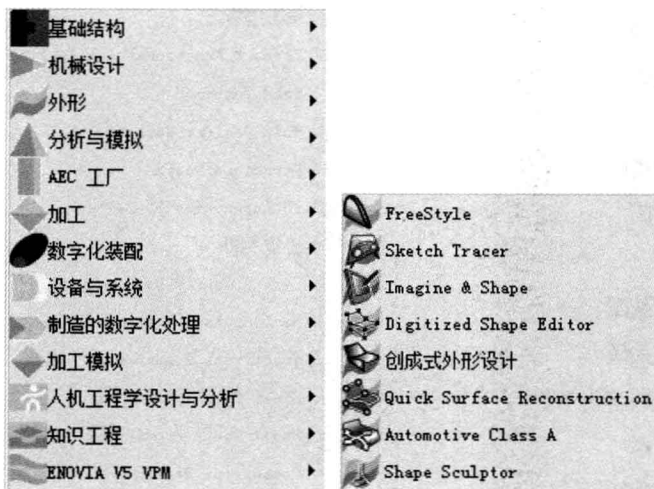 基础结构
机械设计
外形
分析与模拟
AEC 工厂
加工
数字化装配
设备与系统
制造的数字化处理
加工模拟
人机工程学设计与分析
知识工程
ENOVIA V5 VPM
FreeStyle
Sketch Tracer
Imagine & Shape
Digitized Shape Editor
创成式外形设计
Quick Surface Reconstruction
Automotive Class A
Shape Sculptor